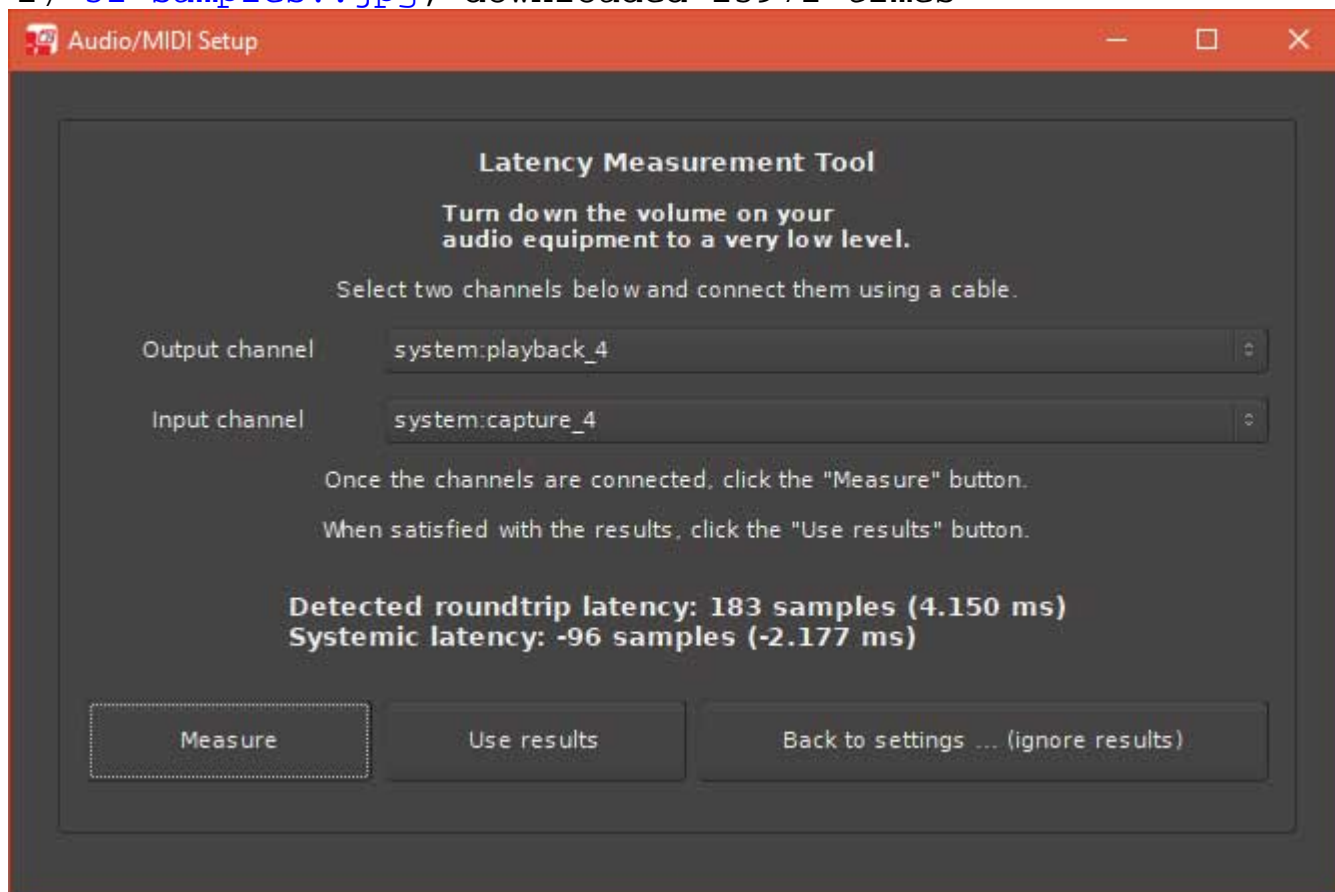 Audio/MIDI Setup
Latency Measurement Tool
Turn down the volume on your
audio equipment to a very low level.
Select two channels below and connect them using a cable.
Output channel system:playback_4
Input channel system:capture_4
Once the channels are connected, click the "Measure" button.
When satisfied with the results, click the "Use results" button.
Detected roundtrip latency: 183 samples (4.150 ms)
Systemic latency: -96 samples (-2.177 ms)
Measure Use results Back to settings ... (ignore results)